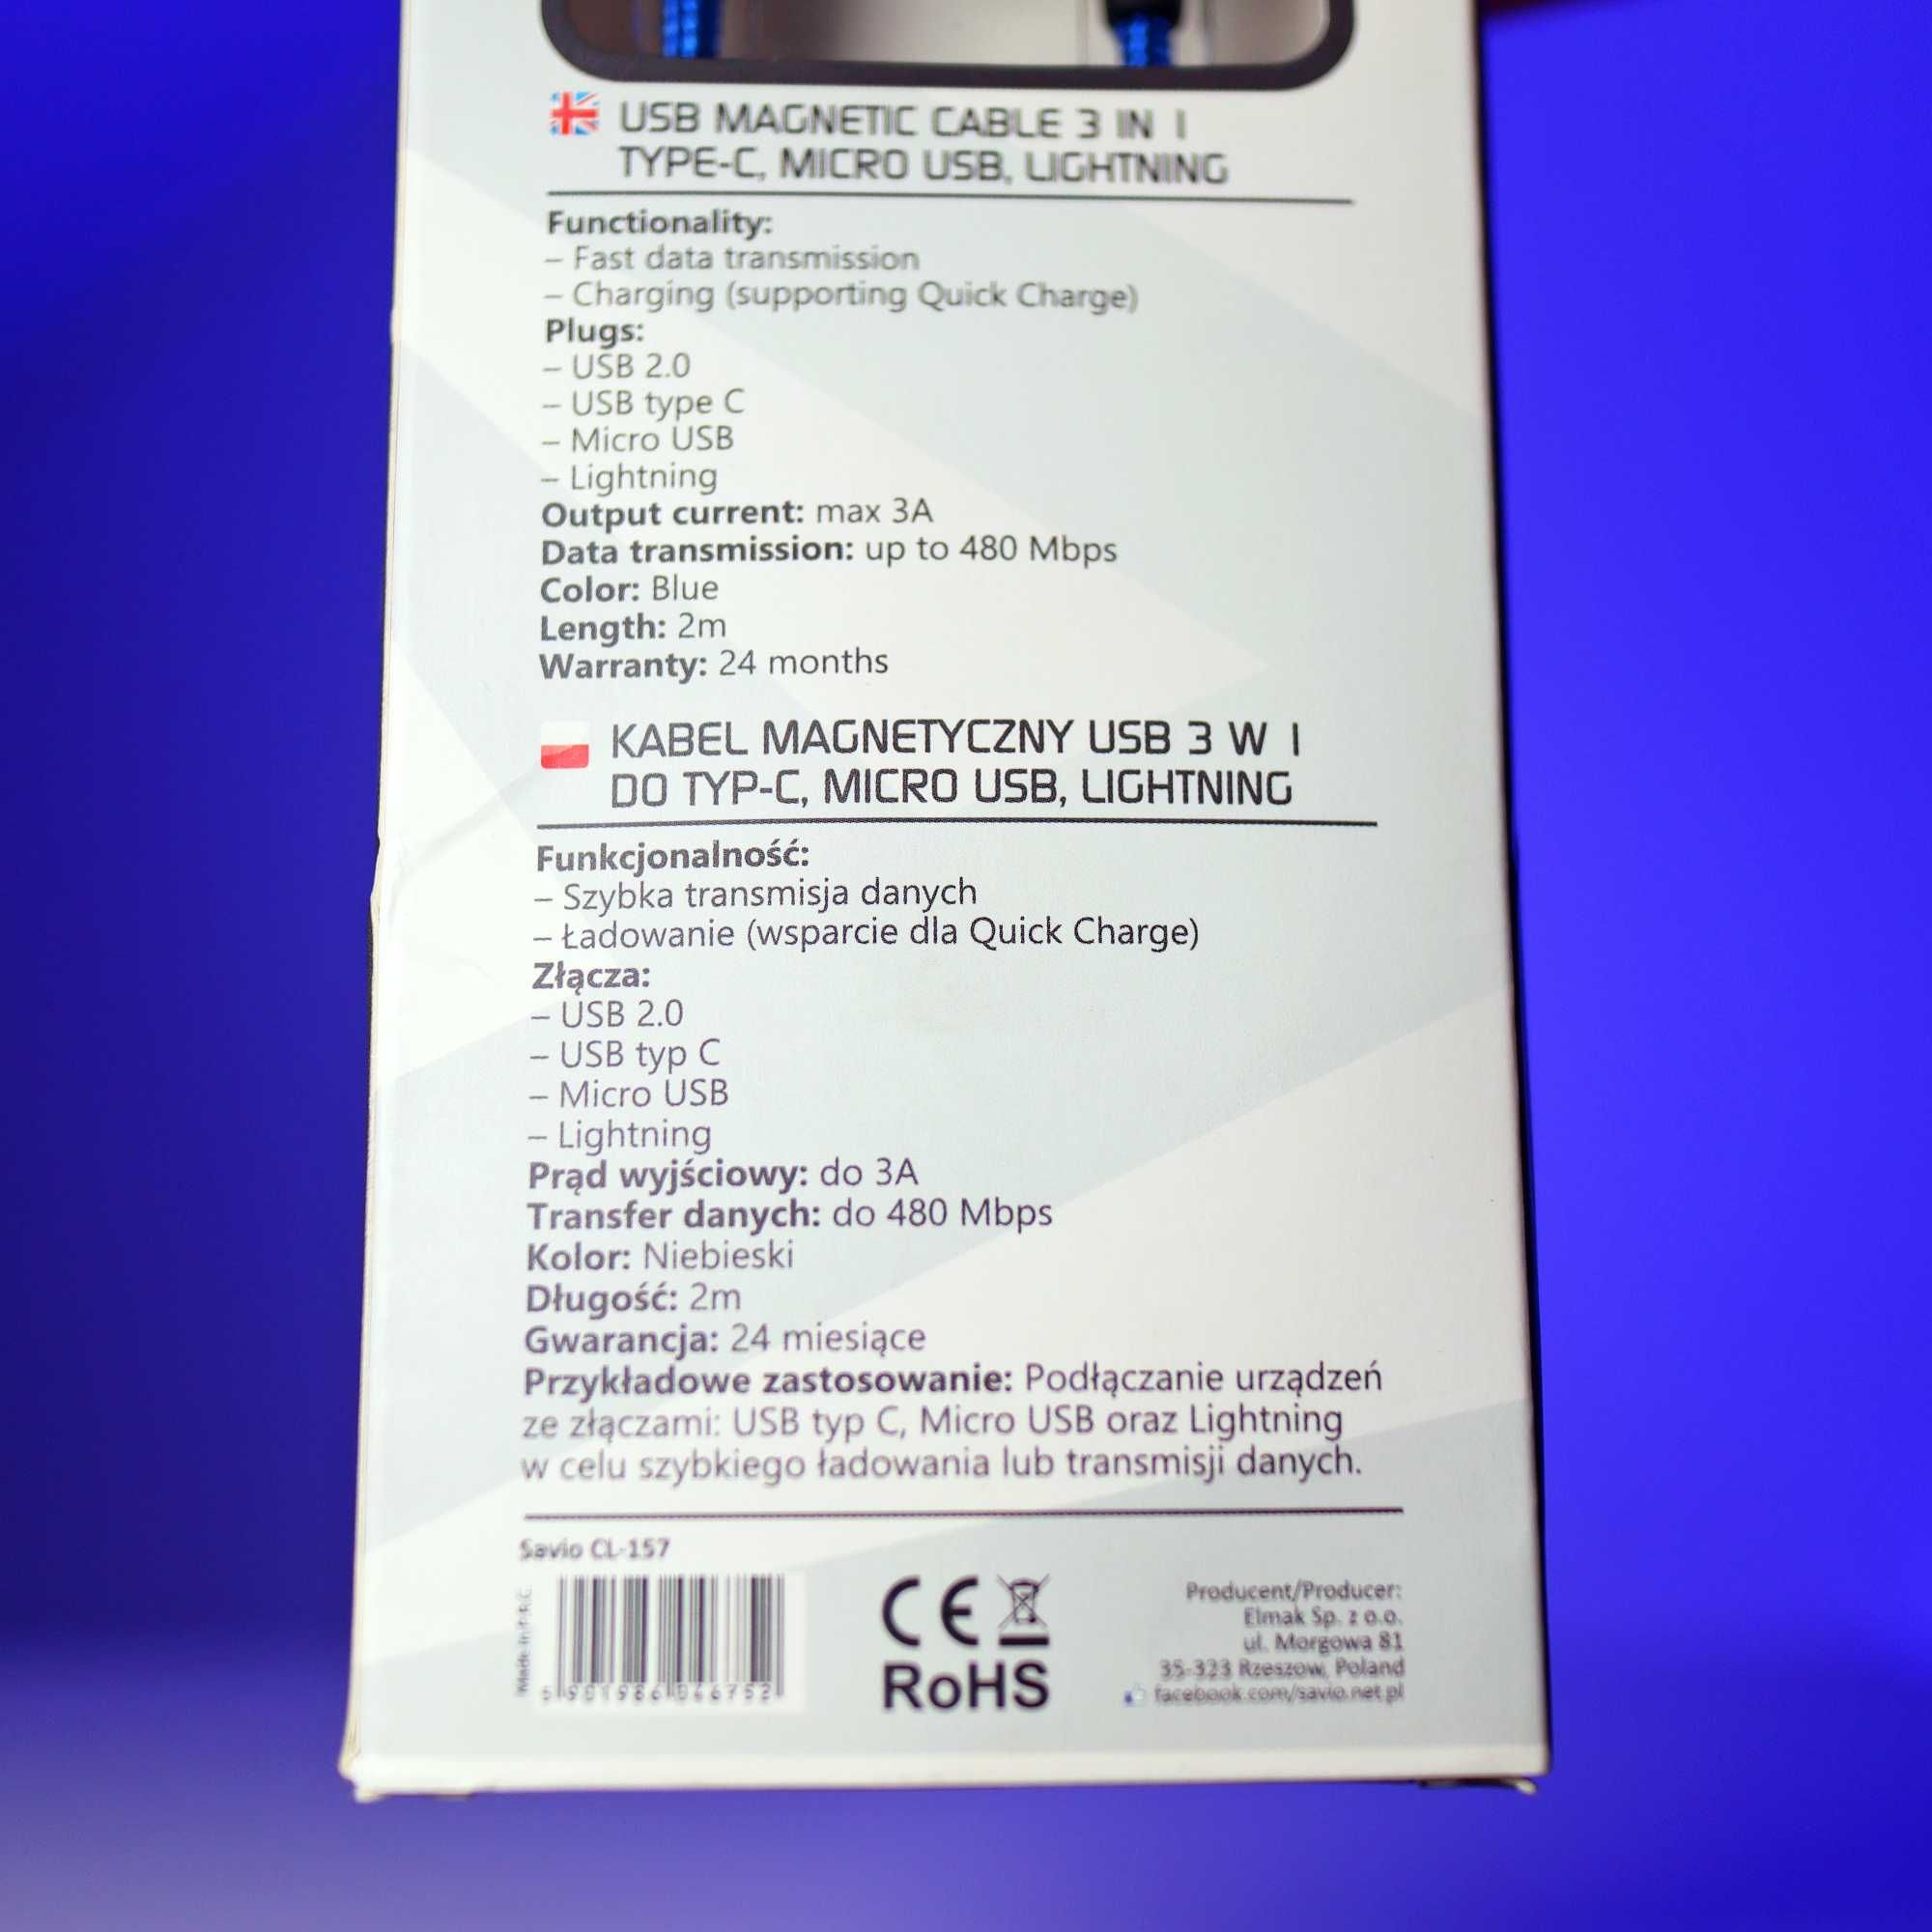 USB MAGNETIC CABLE 3 IN 1
TYPE-C, MICRO USB, LIGHTNING
Functionality:
– Fast data transmission
– Charging (supporting Quick Charge)
Plugs:
– USB 2.0
– USB type C
– Micro USB
– Lightning
Output current: max 3A
Data transmission: up to 480 Mbps
Color: Blue
Length: 2m
Warranty: 24 months
KABEL MAGNETYCZNY USB 3 W 1
DO TYP-C, MICRO USB, LIGHTNING
Funkcjonalność:
– Szybka transmisja danych
– Ładowanie (wsparcie dla Quick Charge)
Złącza:
– USB 2.0
– USB typ C
– Micro USB
– Lightning
Prąd wyjściowy: do 3A
Transfer danych: do 480 Mbps
Kolor: Niebieski
Długość: 2m
Gwarancja: 24 miesiące
Przykładowe zastosowanie: Podłączanie urządzeń
ze złączami: USB typ C, Micro USB oraz Lightning
w celu szybkiego ładowania lub transmisji danych.
Savio CL-157
Made in P.R.C.
CE
RoHS
Producent/Producer:
Elmak Sp. z o.o.
ul. Morgowa 81
35-323 Rzeszow, Poland
facebook.com/savio.net.pl